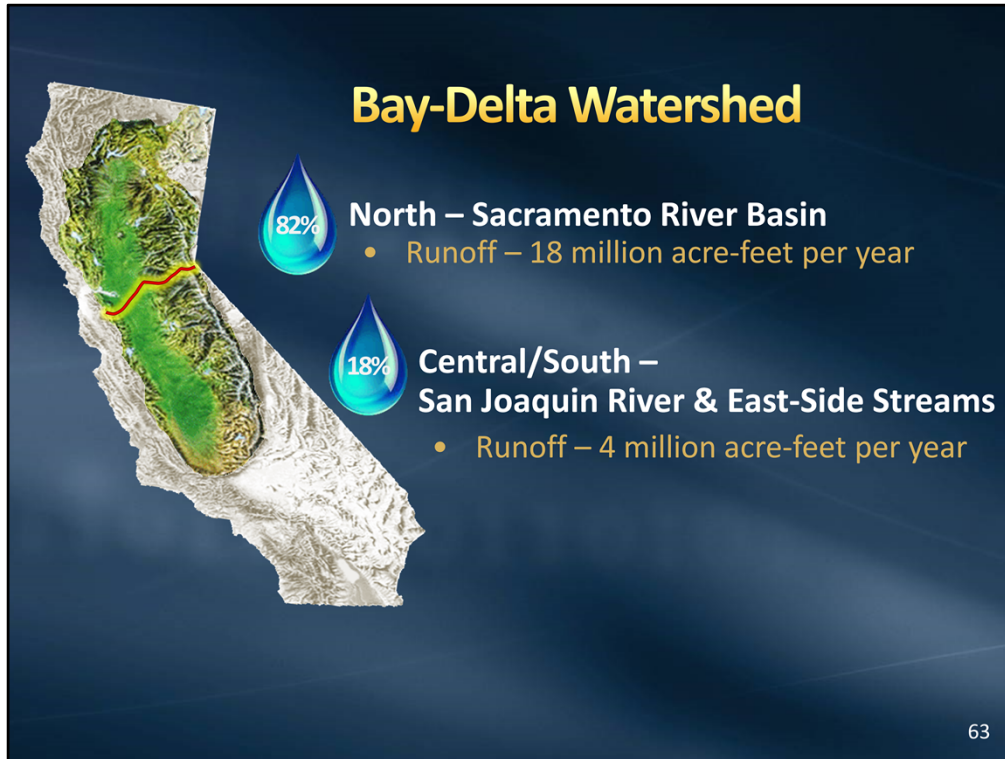 Bay-Delta Watershed
82%
North – Sacramento River Basin
• Runoff – 18 million acre-feet per year
18%
Central/South –
San Joaquin River & East-Side Streams
• Runoff – 4 million acre-feet per year
63